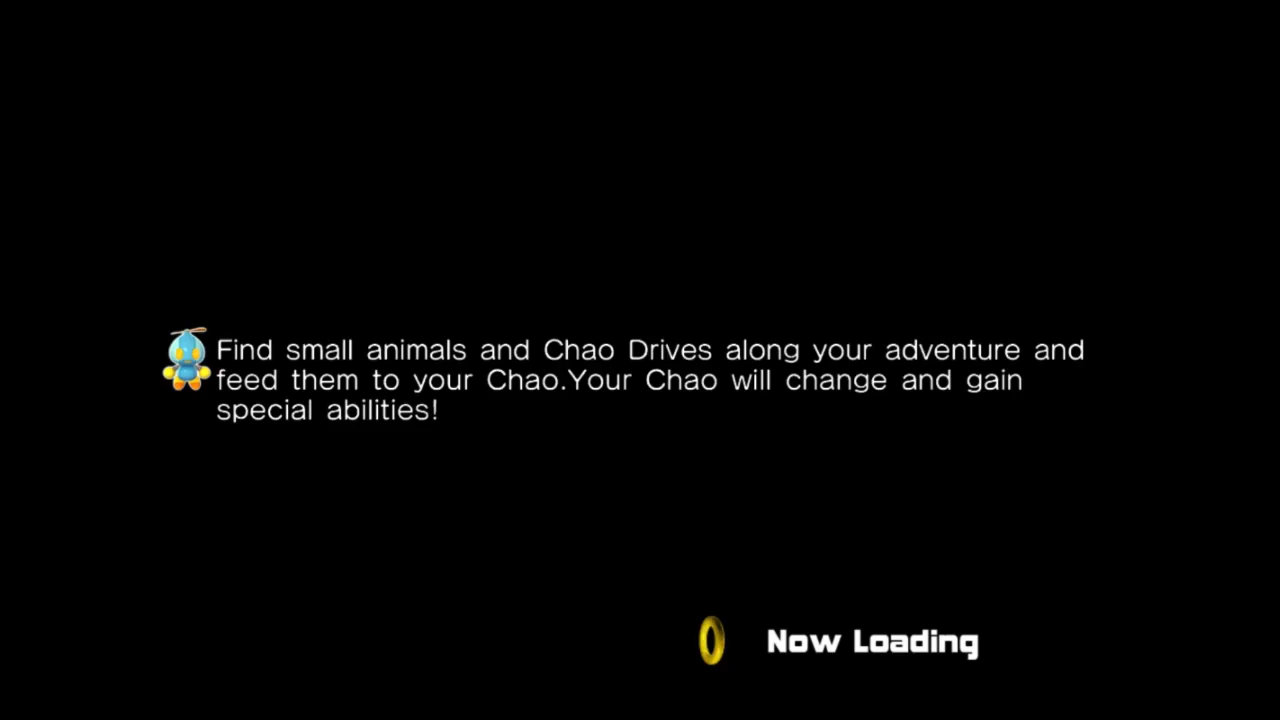 Find small animals and Chao Drives along your adventure and
feed them to your Chao.Your Chao will change and gain
special abilities!
Now Loading